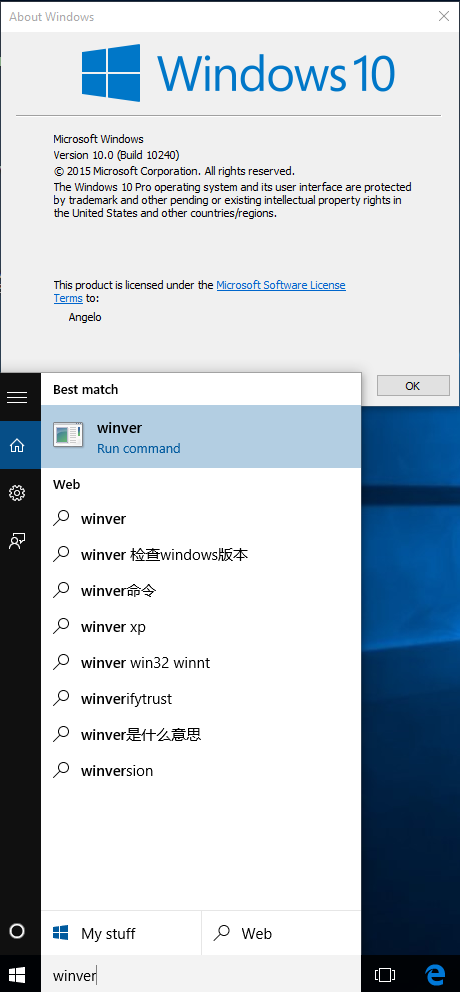 About Windows
Windows 10
Microsoft Windows
Version 10.0 (Build 10240)
© 2015 Microsoft Corporation. All rights reserved.
The Windows 10 Pro operating system and its user interface are protected
by trademark and other pending or existing intellectual property rights in
the United States and other countries/regions.
This product is licensed under the Microsoft Software License
Terms to:
Angelo
OK
Best match
winver
Run command
Web
winver
winver 检查windows版本
winver命令
winver xp
winver win32 winnt
winverifytrust
winver是什么意思
winversion
My stuff
Web
winver